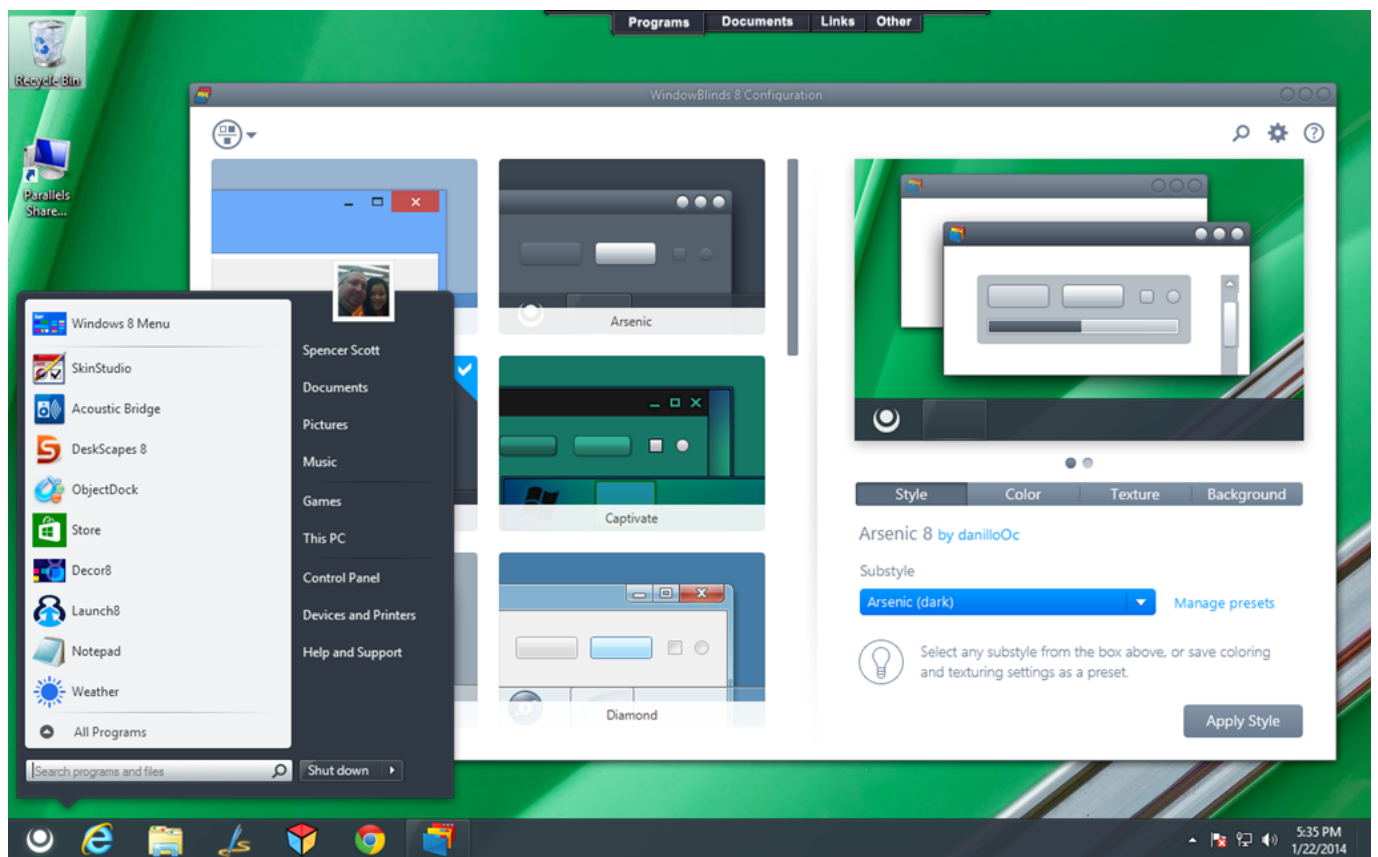 Programs
Documents
Links
Other
Recycle Bin
Parallels
Share...
WindowBlinds 8 Configuration
Arsenic
Captivate
Diamond
Style
Color
Texture
Background
Arsenic 8 by danilloOc
Substyle
Arsenic (dark)
Manage presets
Select any substyle from the box above, or save coloring
and texturing settings as a preset.
Apply Style
Windows 8 Menu
SkinStudio
Acoustic Bridge
DeskScapes 8
ObjectDock
Store
Decor8
Launch8
Notepad
Weather
All Programs
Search programs and files
Spencer Scott
Documents
Pictures
Music
Games
This PC
Control Panel
Devices and Printers
Help and Support
Shut down
5:35 PM
1/22/2014